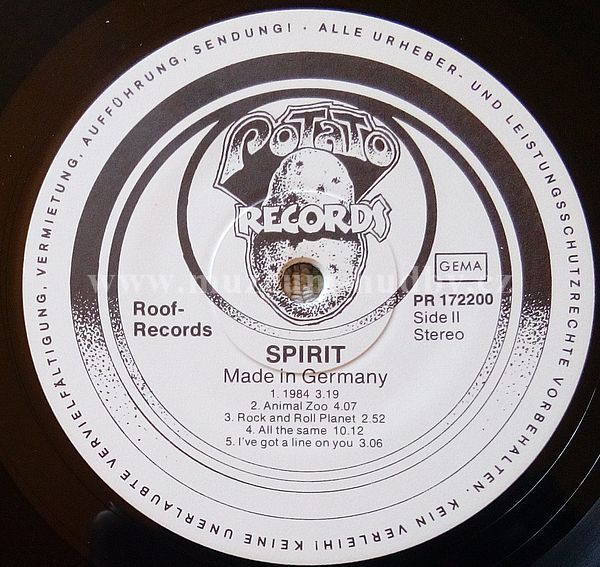 ALLE URHEBER- UND LEISTUNGSSCHUTZRECHTE VORBEHALTEN. KEIN VERLEIH! KEINE UNERLAUBTE VERVIELFÄLTIGUNG, VERMIETUNG, AUFFÜHRUNG, SENDUNG! ·
POTATO
RECORDS
GEMA
Roof-
Records
PR 172200
Side II
Stereo
SPIRIT
Made in Germany
1. 1984 3.19
2. Animal Zoo 4.07
3. Rock and Roll Planet 2.52
4. All the same 10.12
5. I've got a line on you 3.06